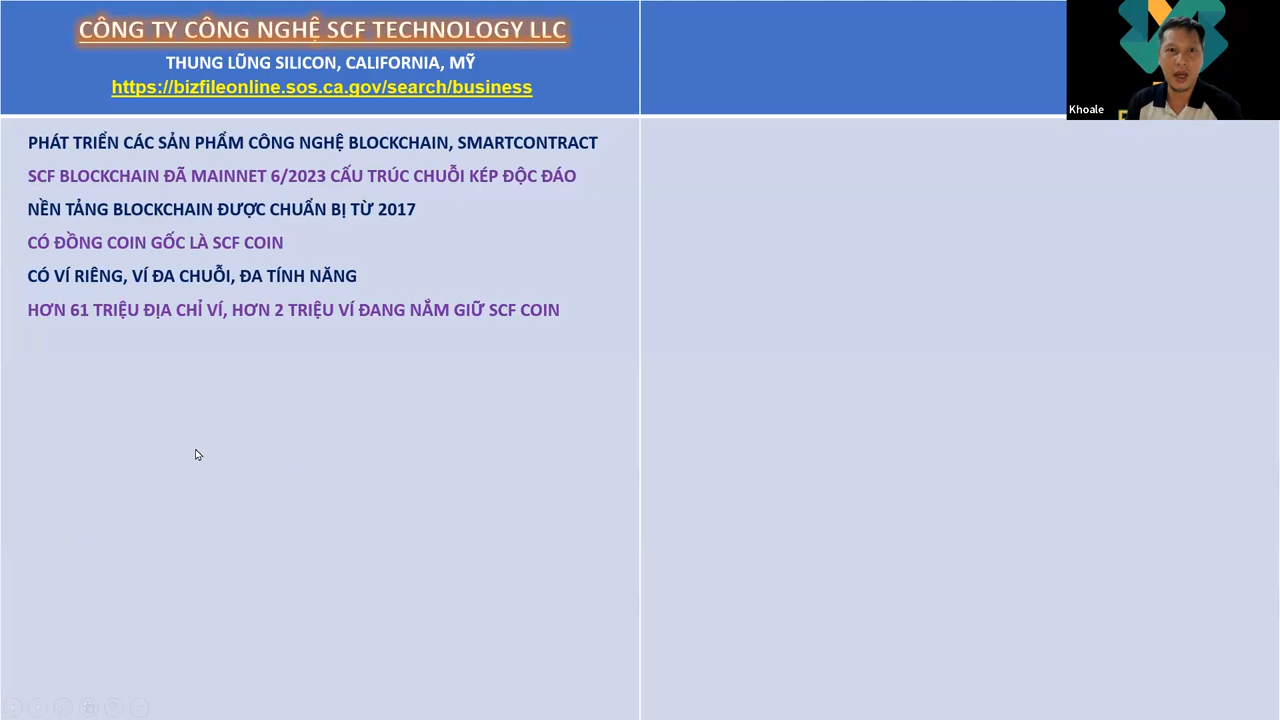 CÔNG TY CÔNG NGHỆ SCF TECHNOLOGY LLC
THUNG LŨNG SILICON, CALIFORNIA, MỸ
https://bizfileonline.sos.ca.gov/search/business
Khoale
PHÁT TRIỂN CÁC SẢN PHẨM CÔNG NGHỆ BLOCKCHAIN, SMARTCONTRACT
SCF BLOCKCHAIN ĐÃ MAINNET 6/2023 CẤU TRÚC CHUỖI KÉP ĐỘC ĐÁO
NỀN TẢNG BLOCKCHAIN ĐƯỢC CHUẨN BỊ TỪ 2017
CÓ ĐỒNG COIN GỐC LÀ SCF COIN
CÓ VÍ RIÊNG, VÍ ĐA CHUỖI, ĐA TÍNH NĂNG
HƠN 61 TRIỆU ĐỊA CHỈ VÍ, HƠN 2 TRIỆU VÍ ĐANG NẮM GIỮ SCF COIN